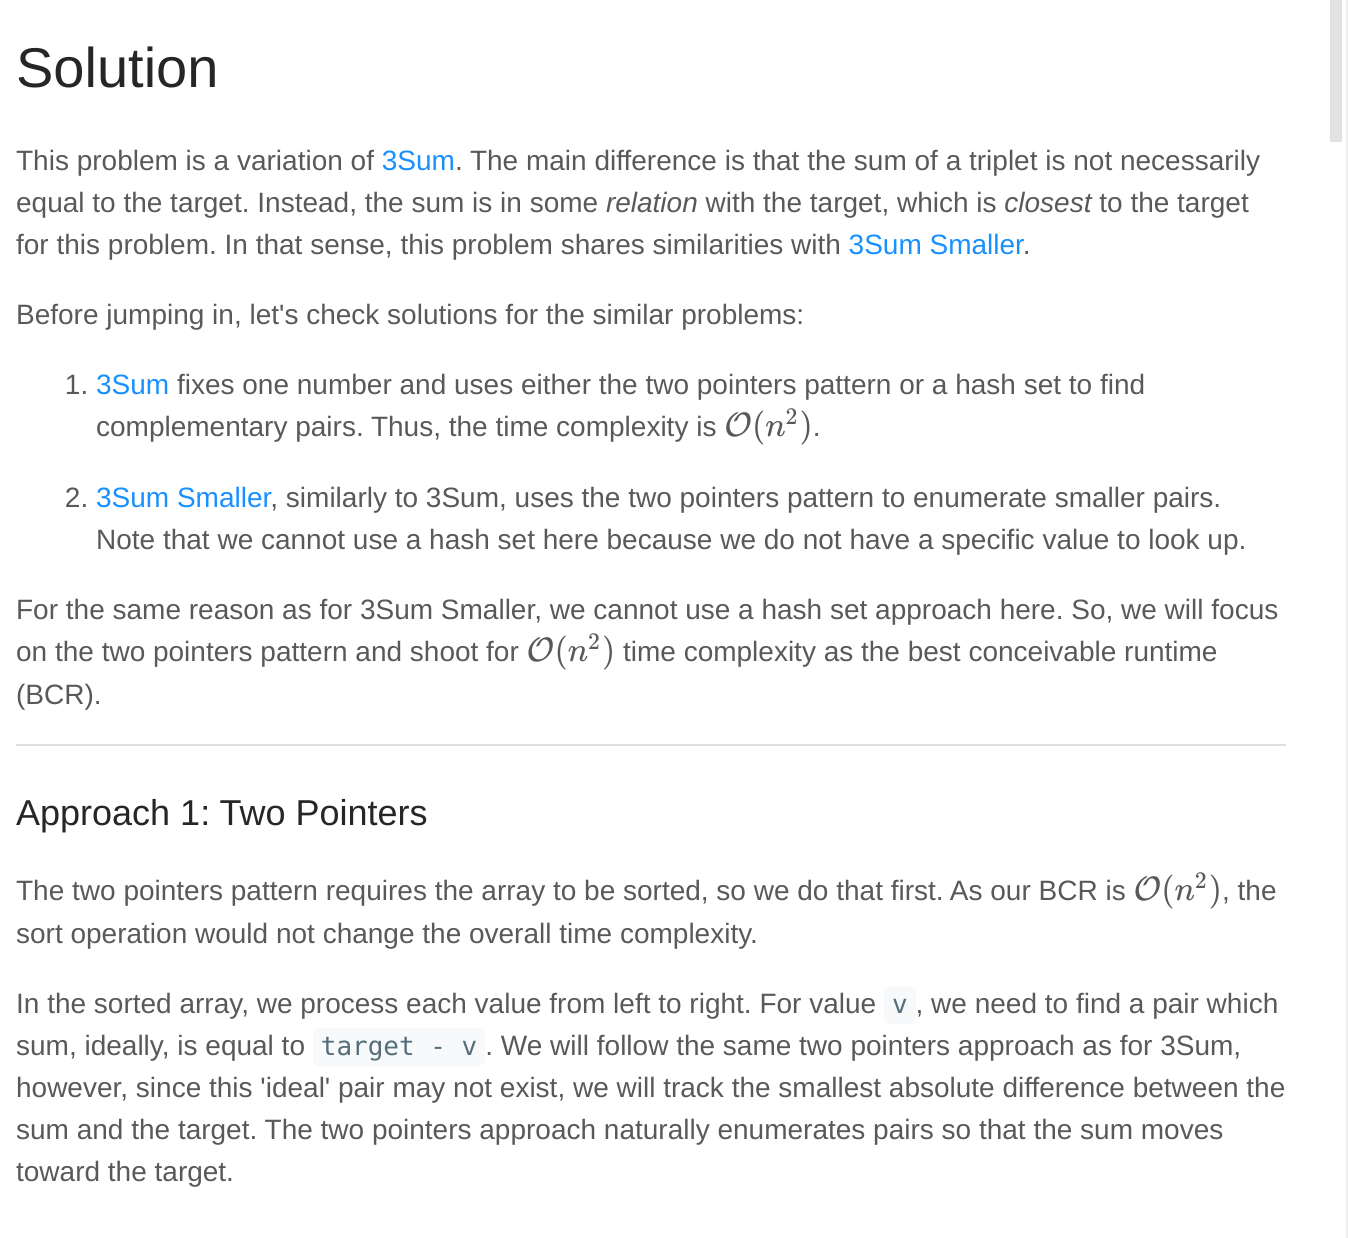 Solution
This problem is a variation of 3Sum. The main difference is that the sum of a triplet is not necessarily
equal to the target. Instead, the sum is in some relation with the target, which is closest to the target
for this problem. In that sense, this problem shares similarities with 3Sum Smaller.
Before jumping in, let's check solutions for the similar problems:
1. 3Sum fixes one number and uses either the two pointers pattern or a hash set to find
complementary pairs. Thus, the time complexity is 𝒪(n²).
2. 3Sum Smaller, similarly to 3Sum, uses the two pointers pattern to enumerate smaller pairs.
Note that we cannot use a hash set here because we do not have a specific value to look up.
For the same reason as for 3Sum Smaller, we cannot use a hash set approach here. So, we will focus
on the two pointers pattern and shoot for 𝒪(n²) time complexity as the best conceivable runtime
(BCR).
Approach 1: Two Pointers
The two pointers pattern requires the array to be sorted, so we do that first. As our BCR is 𝒪(n²), the
sort operation would not change the overall time complexity.
In the sorted array, we process each value from left to right. For value v, we need to find a pair which
sum, ideally, is equal to target - v. We will follow the same two pointers approach as for 3Sum,
however, since this 'ideal' pair may not exist, we will track the smallest absolute difference between the
sum and the target. The two pointers approach naturally enumerates pairs so that the sum moves
toward the target.